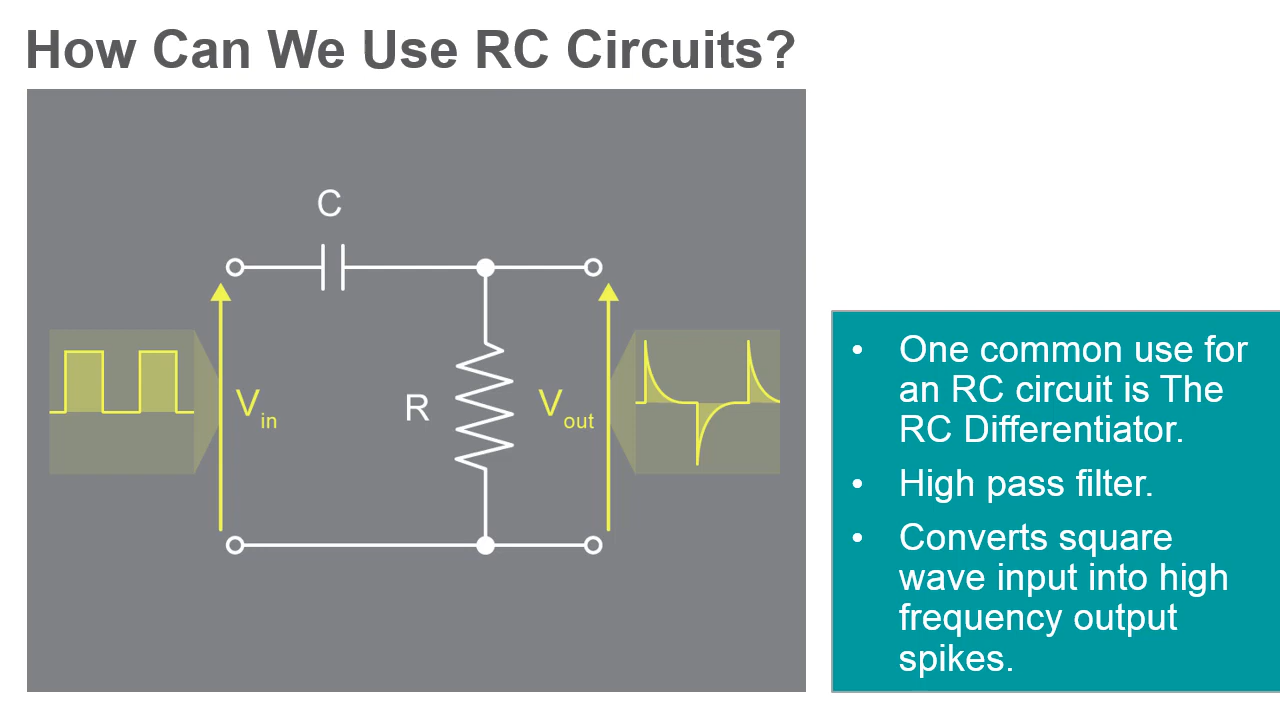 How Can We Use RC Circuits?
C
R
Vin
Vout
• One common use for
an RC circuit is The
RC Differentiator.
• High pass filter.
• Converts square
wave input into high
frequency output
spikes.